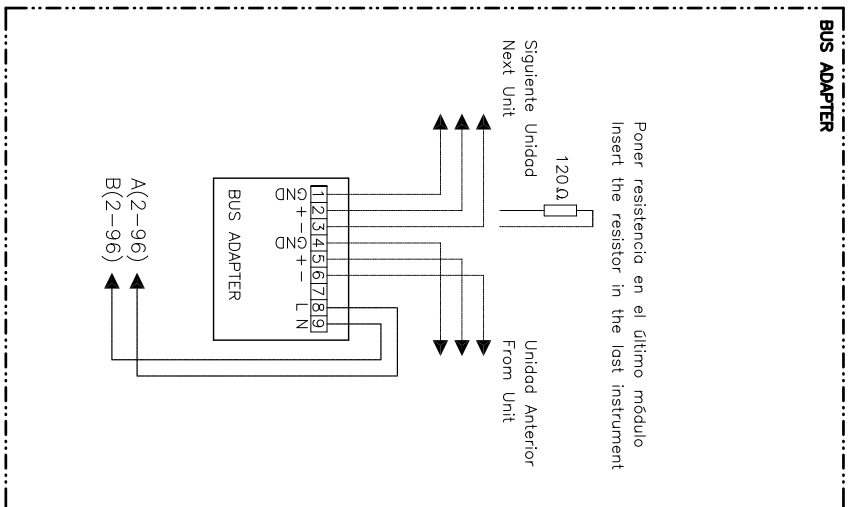 BUS ADAPTER
Poner resistencia en el último módulo
Insert the resistor in the last instrument
120Ω
Siguiente Unidad
Next Unit
Unidad Anterior
From Unit
1 2 3 4 5 6 7 8 9
GND + - GND + - L N
BUS ADAPTER
A(2-96)
B(2-96)